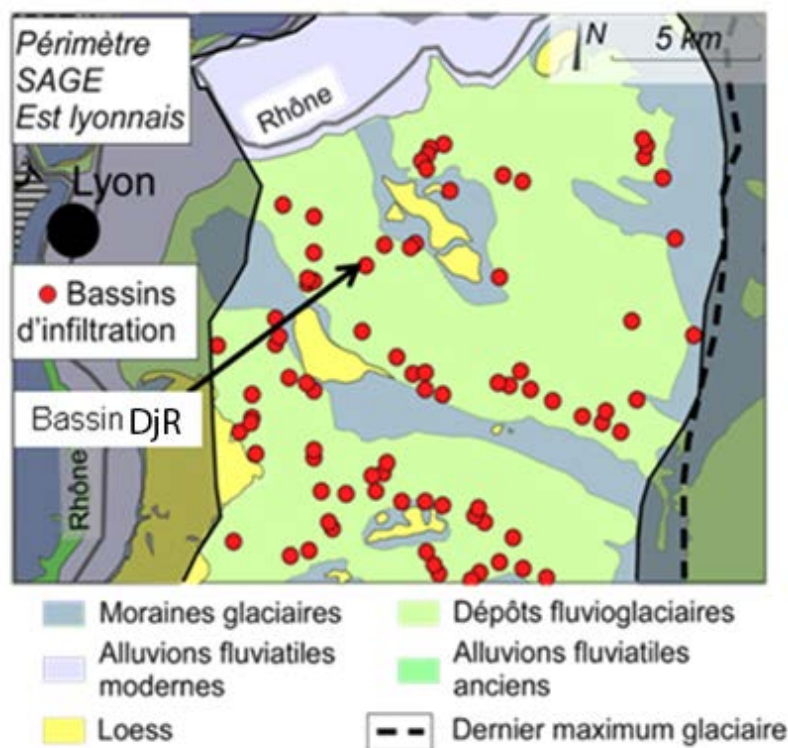 Périmètre
SAGE
Est lyonnais
N
5 km
Rhône
Lyon
Bassins
d'infiltration
Bassin DjR
Rhône
Moraines glaciaires
Dépôts fluvioglaciaires
Alluvions fluviatiles
modernes
Alluvions fluviatiles
anciens
Loess
Dernier maximum glaciaire